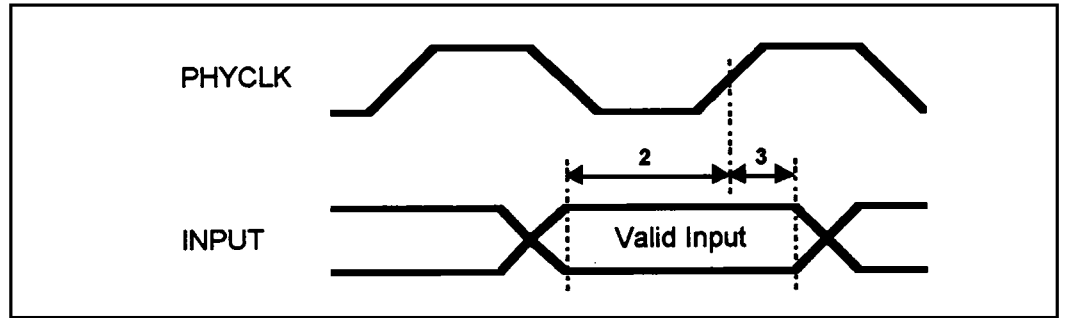 PHYCLK
2
3
INPUT
Valid Input